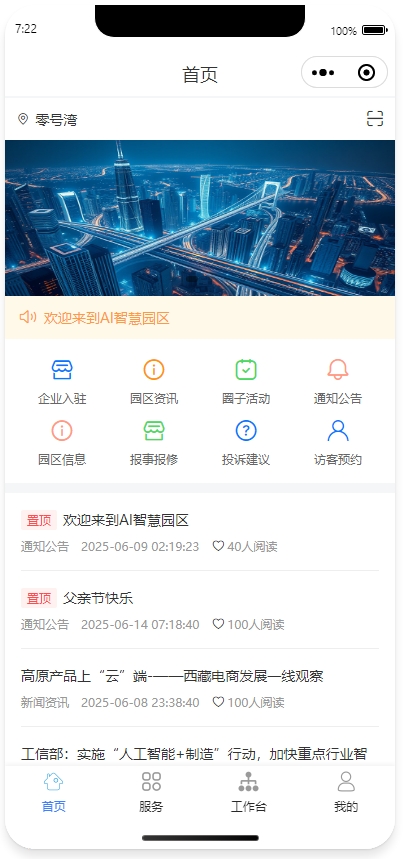 7:22
100%
首页
零号湾
欢迎来到AI智慧园区
企业入驻 园区资讯 圈子活动 通知公告
园区信息 报事报修 投诉建议 访客预约
置顶 欢迎来到AI智慧园区
通知公告 2025-06-09 02:19:23 40人阅读
置顶 父亲节快乐
通知公告 2025-06-14 07:18:40 100人阅读
高原产品上“云”端-——西藏电商发展一线观察
新闻资讯 2025-06-08 23:38:40 100人阅读
工信部：实施“人工智能+制造”行动，加快重点行业智
首页 服务 工作台 我的